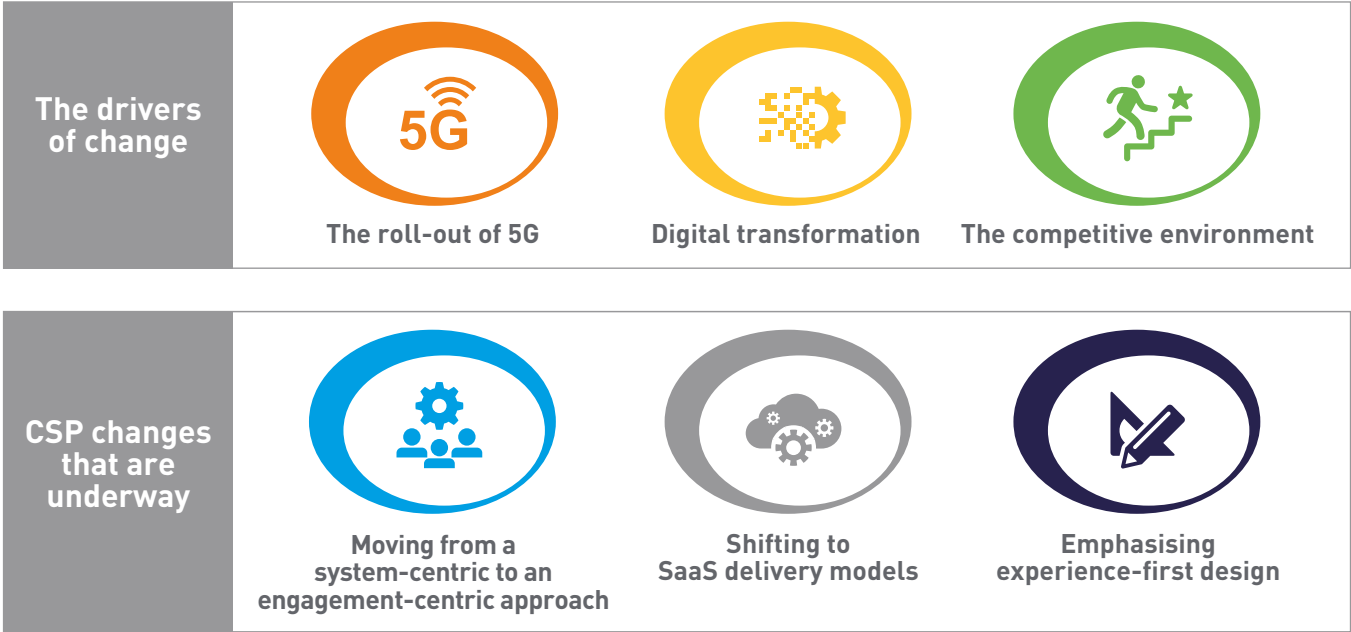 The drivers
of change
5G
The roll-out of 5G
Digital transformation
The competitive environment
CSP changes
that are
underway
Moving from a
system-centric to an
engagement-centric approach
Shifting to
SaaS delivery models
Emphasising
experience-first design